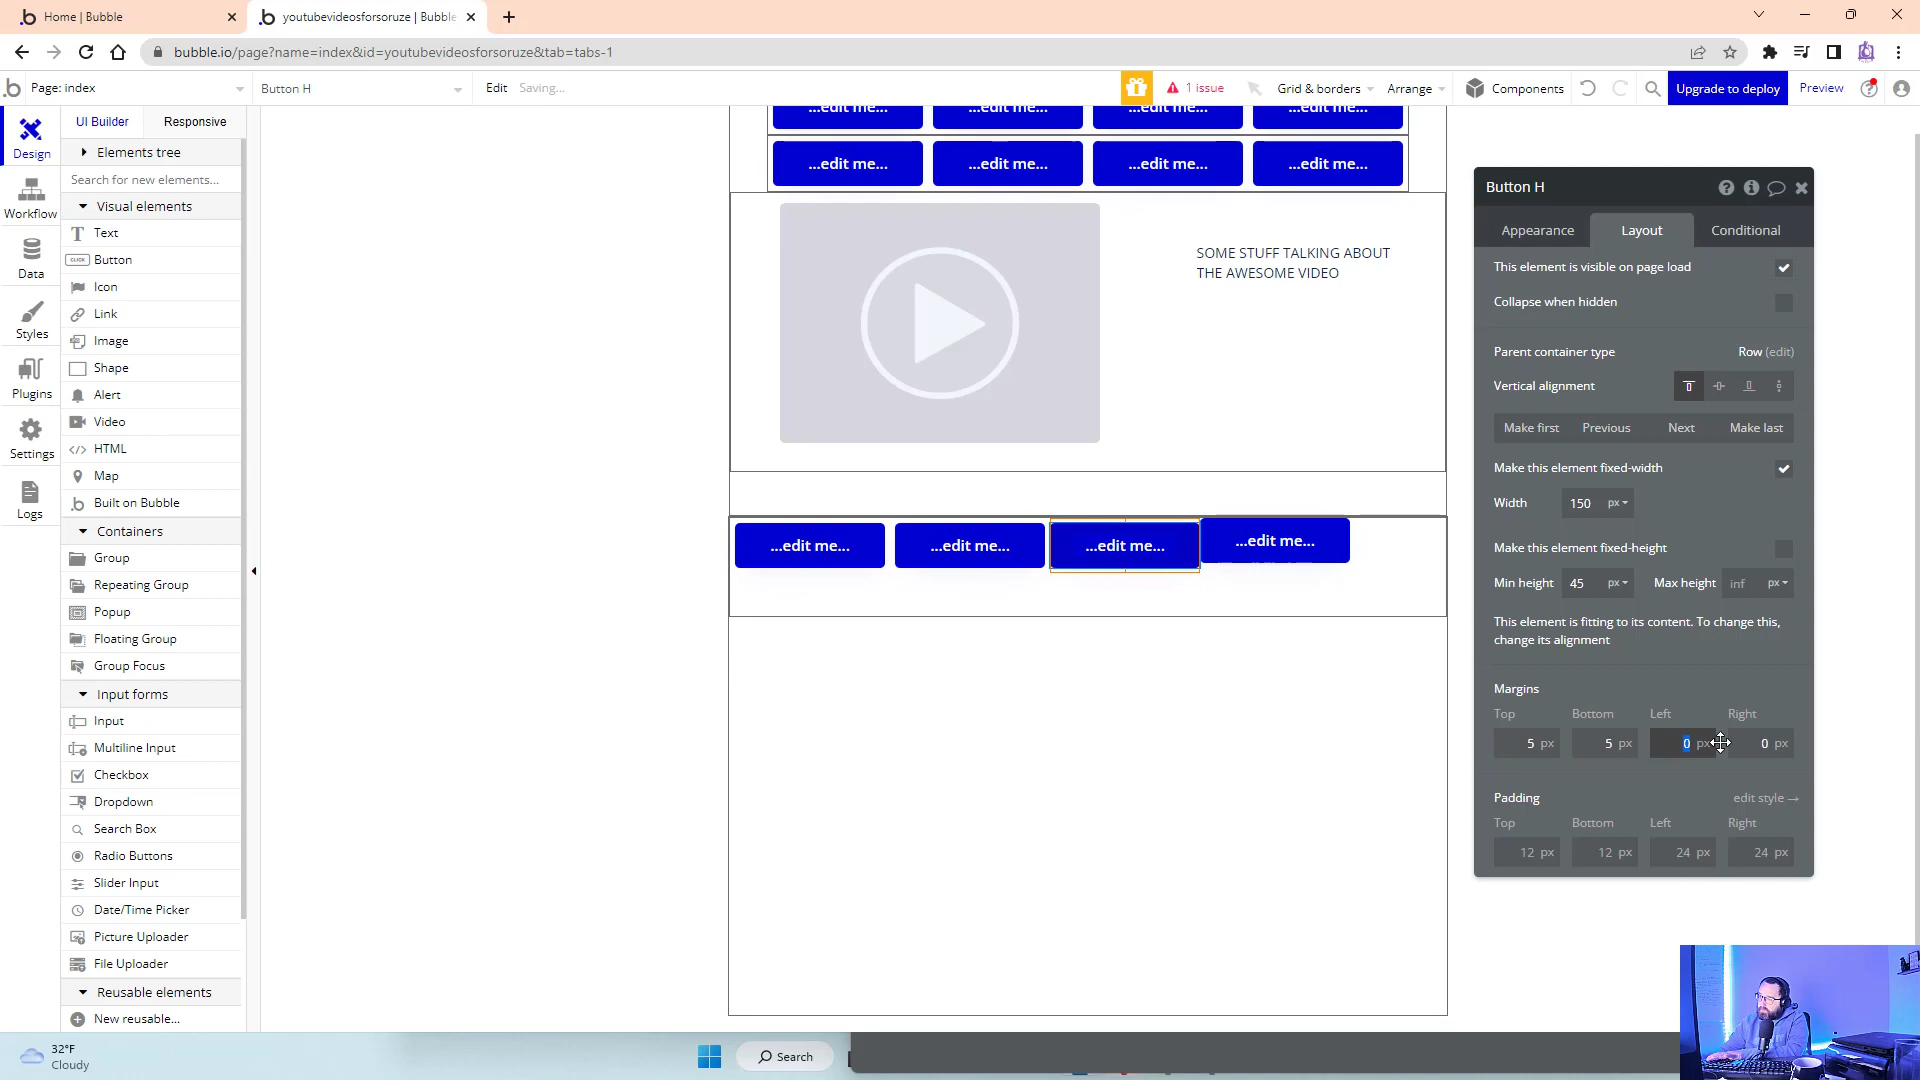 Home | Bubble
youtubevideosforsoruze | Bubble
bubble.io/page?name=index&id=youtubevideosforsoruze&tab=tabs-1
Page: index
Button H
Edit
Saving...
1 issue
Grid & borders
Arrange
Components
Upgrade to deploy
Preview
UI Builder
Responsive
Design
Workflow
Data
Styles
Plugins
Settings
Logs
Elements tree
Search for new elements...
Visual elements
Text
CLICK Button
Icon
Link
Image
Shape
Alert
Video
HTML
Map
Built on Bubble
Containers
Group
Repeating Group
Popup
Floating Group
Group Focus
Input forms
Input
Multiline Input
Checkbox
Dropdown
Search Box
Radio Buttons
Slider Input
Date/Time Picker
Picture Uploader
File Uploader
Reusable elements
New reusable...
...edit me... ...edit me... ...edit me... ...edit me...
...edit me... ...edit me... ...edit me... ...edit me...
SOME STUFF TALKING ABOUT
THE AWESOME VIDEO
...edit me... ...edit me... ...edit me... ...edit me...
Button H
Appearance Layout Conditional
This element is visible on page load
Collapse when hidden
Parent container type Row (edit)
Vertical alignment
Make first Previous Next Make last
Make this element fixed-width
Width 150 px
Make this element fixed-height
Min height 45 px Max height inf px
This element is fitting to its content. To change this,
change its alignment
Margins
Top Bottom Left Right
5 px 5 px 0 px 0 px
Padding edit style →
Top Bottom Left Right
12 px 12 px 24 px 24 px
32°F
Cloudy
Search